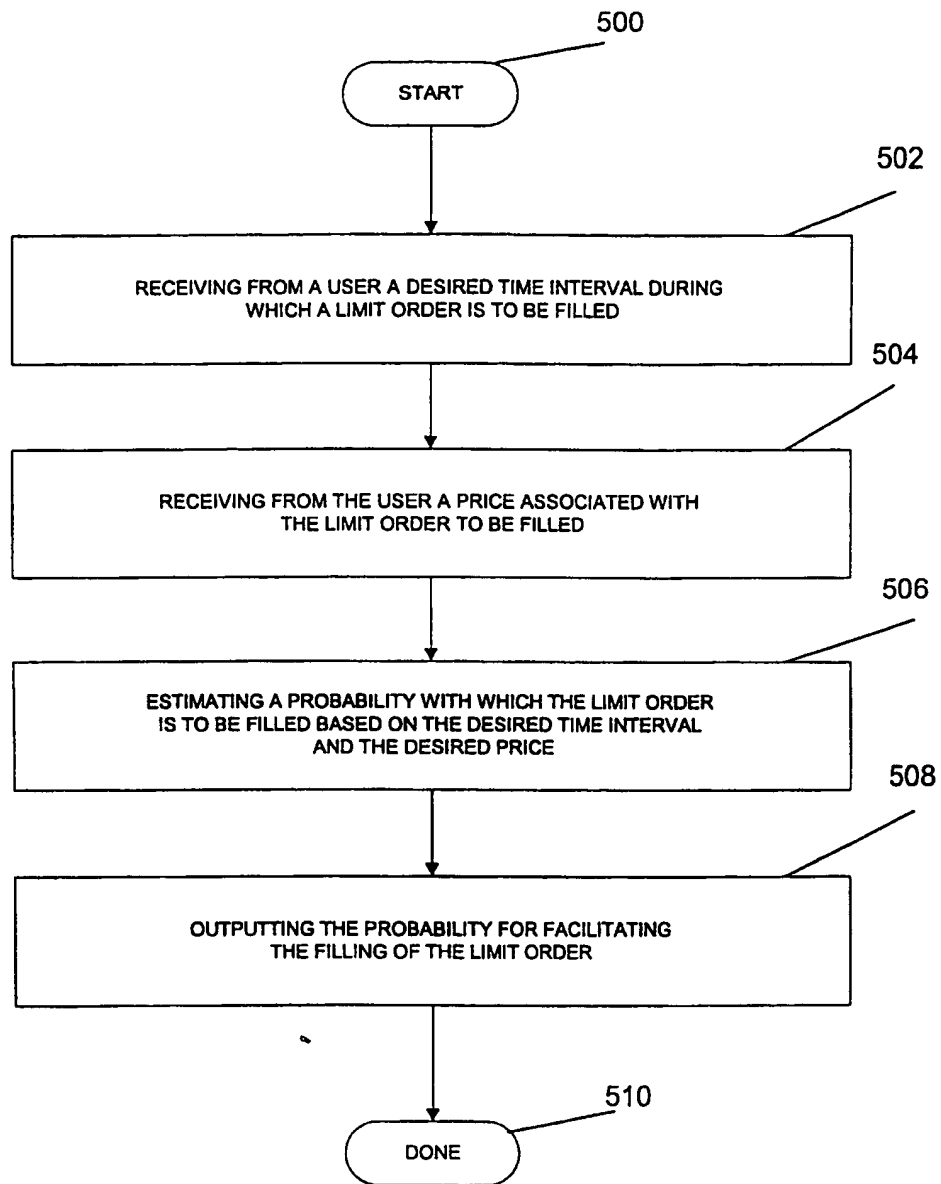 500
START
502
RECEIVING FROM A USER A DESIRED TIME INTERVAL DURING
WHICH A LIMIT ORDER IS TO BE FILLED
504
RECEIVING FROM THE USER A PRICE ASSOCIATED WITH
THE LIMIT ORDER TO BE FILLED
506
ESTIMATING A PROBABILITY WITH WHICH THE LIMIT ORDER
IS TO BE FILLED BASED ON THE DESIRED TIME INTERVAL
AND THE DESIRED PRICE
508
OUTPUTTING THE PROBABILITY FOR FACILITATING
THE FILLING OF THE LIMIT ORDER
510
DONE